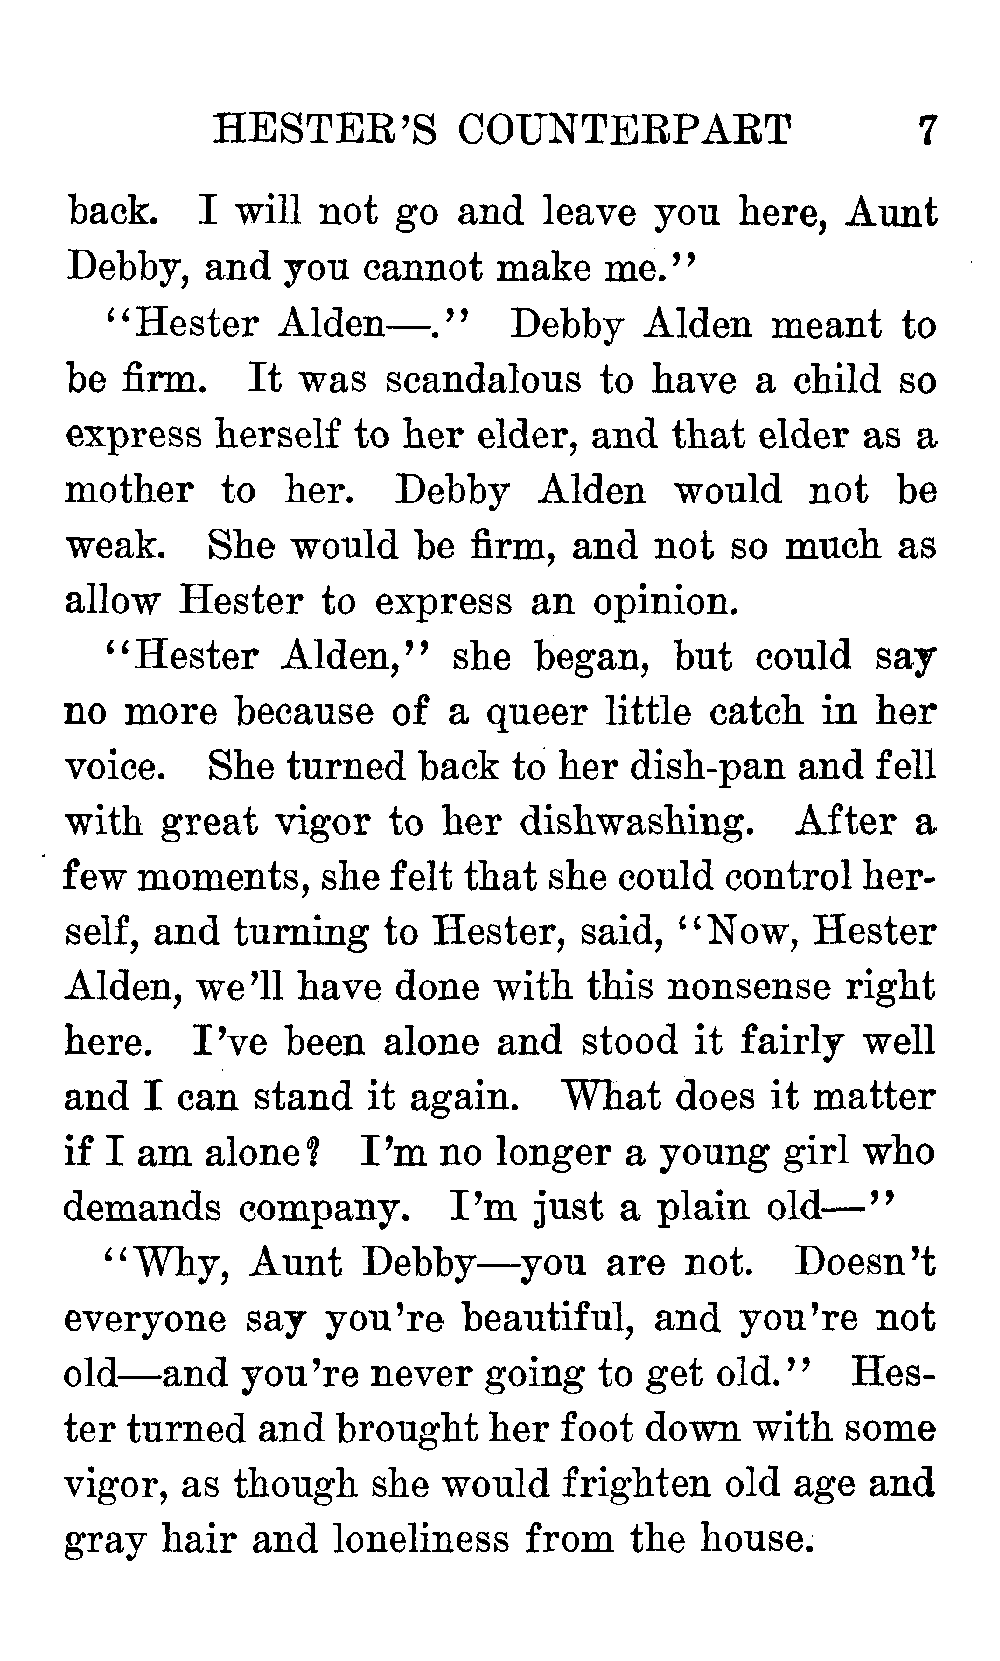 HESTER'S COUNTERPART 7
back. I will not go and leave you here, Aunt
Debby, and you cannot make me."
"Hester Alden—." Debby Alden meant to
be firm. It was scandalous to have a child so
express herself to her elder, and that elder as a
mother to her. Debby Alden would not be
weak. She would be firm, and not so much as
allow Hester to express an opinion.
"Hester Alden," she began, but could say
no more because of a queer little catch in her
voice. She turned back to her dish-pan and fell
with great vigor to her dishwashing. After a
few moments, she felt that she could control her-
self, and turning to Hester, said, "Now, Hester
Alden, we'll have done with this nonsense right
here. I've been alone and stood it fairly well
and I can stand it again. What does it matter
if I am alone? I'm no longer a young girl who
demands company. I'm just a plain old—"
"Why, Aunt Debby—you are not. Doesn't
everyone say you're beautiful, and you're not
old—and you're never going to get old." Hes-
ter turned and brought her foot down with some
vigor, as though she would frighten old age and
gray hair and loneliness from the house.